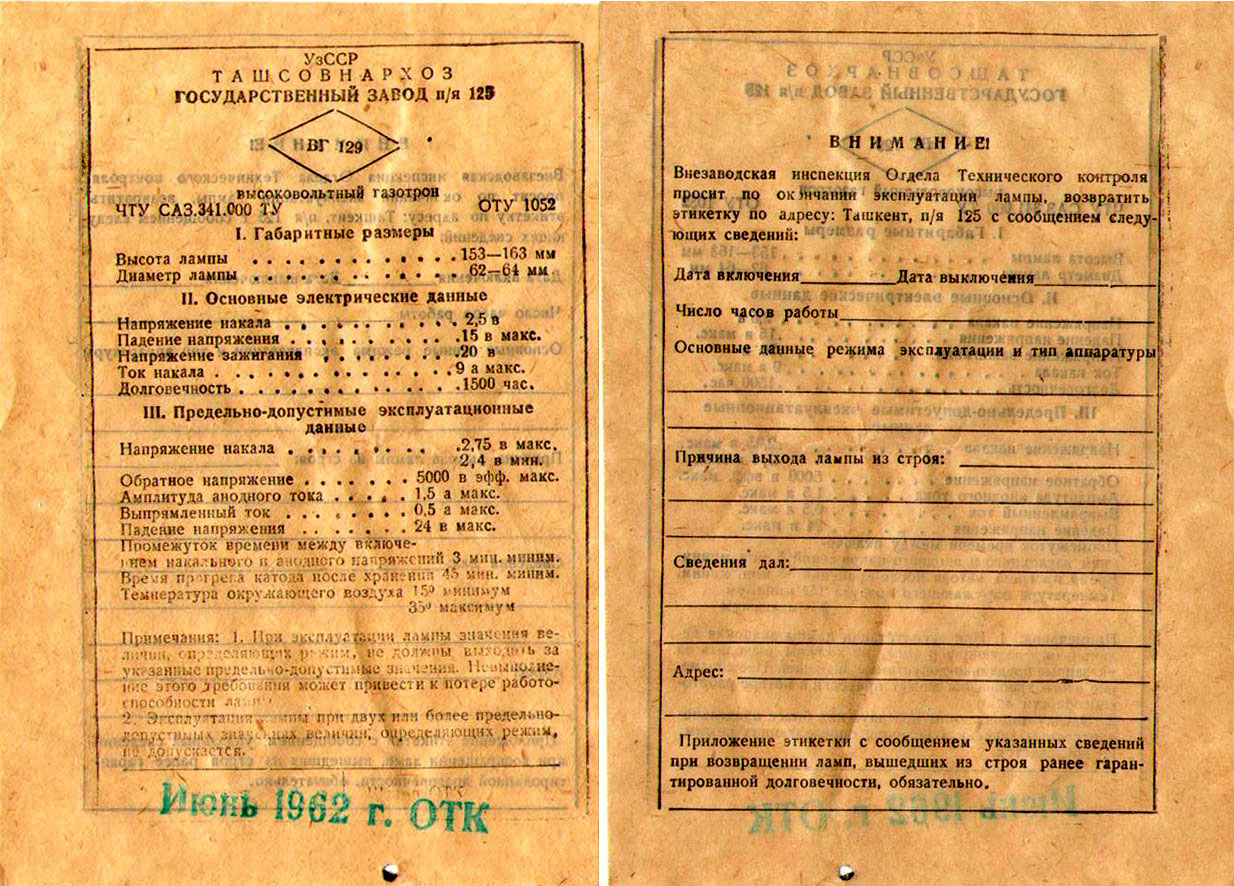 УзССР
ТАШСОВНАРХОЗ
ГОСУДАРСТВЕННЫЙ ЗАВОД п/я 125
ВГ 129
высоковольтный газотрон
ЧТУ САЗ.341.000 ТУ ОТУ 1052
I. Габаритные размеры
Высота лампы . . . . . . . . . . . . 153—163 мм
Диаметр лампы . . . . . . . . . . . 62—64 мм
II. Основные электрические данные
Напряжение накала . . . . . . . . . . 2,5 в
Падение напряжения . . . . . . . . . . 15 в макс.
Напряжение зажигания . . . . . . . . . 20 в
Ток накала . . . . . . . . . . . . . 9 а макс.
Долговечность . . . . . . . . . . . . 1500 час.
III. Предельно-допустимые эксплуатационные
данные
Напряжение накала . . . . . . . . . 2,75 в макс.
2,4 в мин.
Обратное напряжение . . . . . . . 5000 в эфф. макс.
Амплитуда анодного тока . . . . . 1,5 а макс.
Выпрямленный ток . . . . . . . . 0,5 а макс.
Падение напряжения . . . . . . . 24 в макс.
Промежуток времени между включе-
нием накального и анодного напряжений 3 мин. миним.
Время прогрева катода после хранения 45 мин. миним.
Температура окружающего воздуха 15° минимум
35° максимум
Примечания: 1. При эксплуатации лампы значения ве-
личин, определяющих режим, не должны выходить за
указанные предельно-допустимые значения. Невыполне-
ние этого требования может привести к потере работо-
способности лампы.
2. Эксплуатация лампы при двух или более предельно-
допустимых значениях величин, определяющих режим,
не допускается.
Июнь 1962 г. ОТК
ВНИМАНИЕ!
Внезаводская инспекция Отдела Технического контроля
просит по окончании эксплуатации лампы, возвратить
этикетку по адресу: Ташкент, п/я 125 с сообщением следу-
ющих сведений:
Дата включения Дата выключения
Число часов работы
Основные данные режима эксплуатации и тип аппаратуры
Причина выхода лампы из строя:
Сведения дал:
Адрес:
Приложение этикетки с сообщением указанных сведений
при возвращении ламп, вышедших из строя ранее гаран-
тированной долговечности, обязательно.